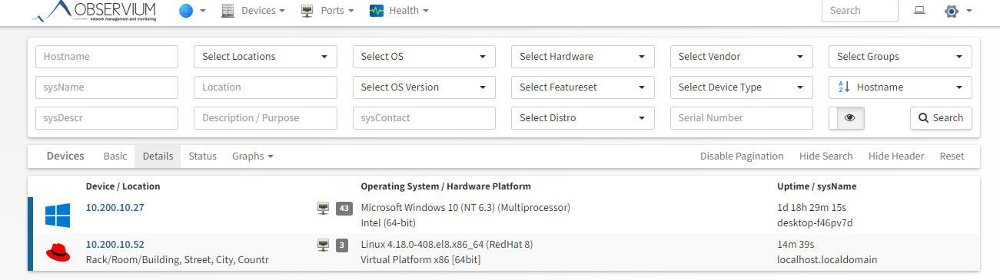 OBSERVIUM
network management and monitoring
Devices Ports Health Search
Hostname Select Locations Select OS Select Hardware Select Vendor Select Groups
sysName Location Select OS Version Select Featureset Select Device Type Hostname
sysDescr Description / Purpose sysContact Select Distro Serial Number Search
Devices Basic Details Status Graphs Disable Pagination Hide Search Hide Header Reset
Device / Location Operating System / Hardware Platform Uptime / sysName
10.200.10.27 43 Microsoft Windows 10 (NT 6.3) (Multiprocessor) 1d 18h 29m 15s
Intel (64-bit) desktop-f46pv7d
10.200.10.52 3 Linux 4.18.0-408.el8.x86_64 (RedHat 8) 14m 39s
Rack/Room/Building, Street, City, Countr Virtual Platform x86 [64bit] localhost.localdomain